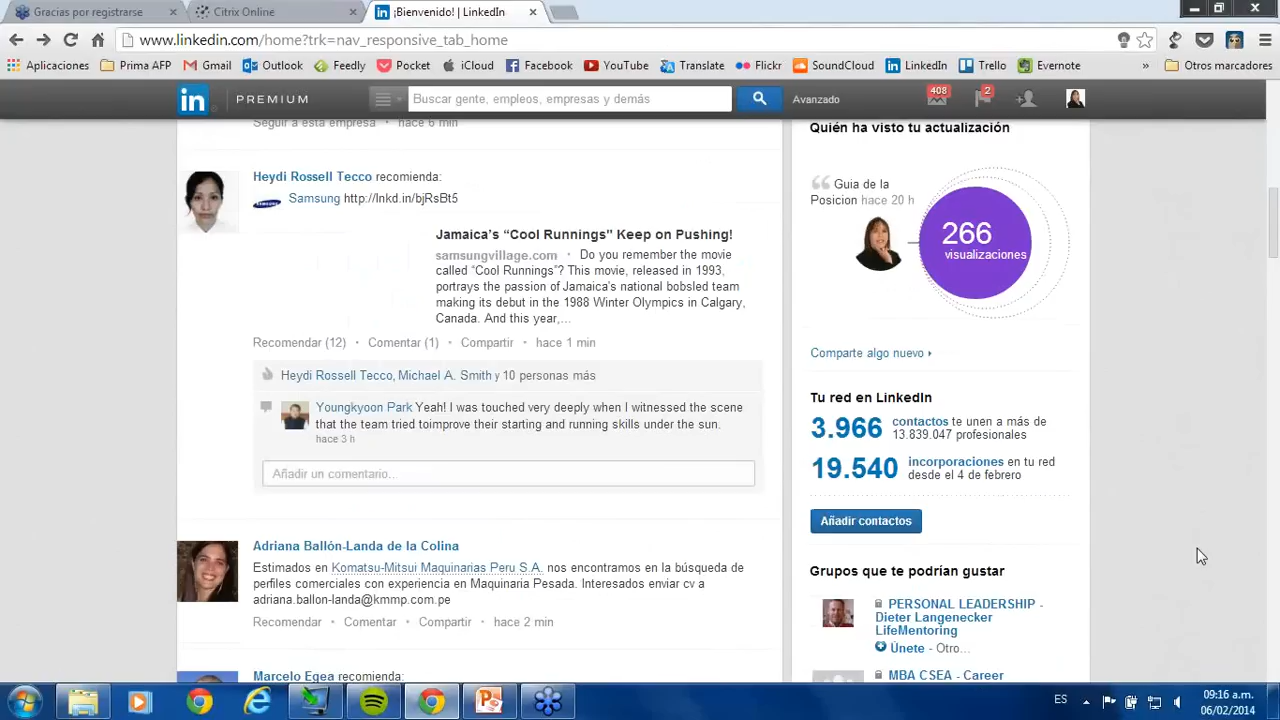 Gracias por registrarse
Citrix Online
¡Bienvenido! | LinkedIn
www.linkedin.com/home?trk=nav_responsive_tab_home
Aplicaciones
Prima AFP
Gmail
Outlook
Feedly
Pocket
iCloud
Facebook
YouTube
Translate
Flickr
SoundCloud
LinkedIn
Trello
Evernote
»
Otros marcadores
in PREMIUM
Buscar gente, empleos, empresas y demás
Avanzado
408
2
Seguir a esta empresa • hace 6 min
Heydi Rossell Tecco recomienda:
SAMSUNG Samsung http://lnkd.in/bjRsBt5
Jamaica's "Cool Runnings" Keep on Pushing!
samsungvillage.com • Do you remember the movie
called "Cool Runnings"? This movie, released in 1993,
portrays the passion of Jamaica's national bobsled team
making its debut in the 1988 Winter Olympics in Calgary,
Canada. And this year,...
Recomendar (12) • Comentar (1) • Compartir • hace 1 min
Heydi Rossell Tecco, Michael A. Smith y 10 personas más
Youngkyoon Park Yeah! I was touched very deeply when I witnessed the scene
that the team tried toimprove their starting and running skills under the sun.
hace 3 h
Añadir un comentario...
Adriana Ballón-Landa de la Colina
Estimados en Komatsu-Mitsui Maquinarias Peru S.A. nos encontramos en la búsqueda de
perfiles comerciales con experiencia en Maquinaria Pesada. Interesados enviar cv a
adriana.ballon-landa@kmmp.com.pe
Recomendar • Comentar • Compartir • hace 2 min
Marcelo Egea recomienda:
Quién ha visto tu actualización
Guia de la
Posicion hace 20 h
266
visualizaciones
Comparte algo nuevo ›
Tu red en LinkedIn
3.966 contactos te unen a más de
13.839.047 profesionales
19.540 incorporaciones en tu red
desde el 4 de febrero
Añadir contactos
Grupos que te podrían gustar
PERSONAL LEADERSHIP -
Dieter Langenecker
LifeMentoring
Únete - Otro...
MBA CSEA - Career
ES
09:16 a.m.
06/02/2014